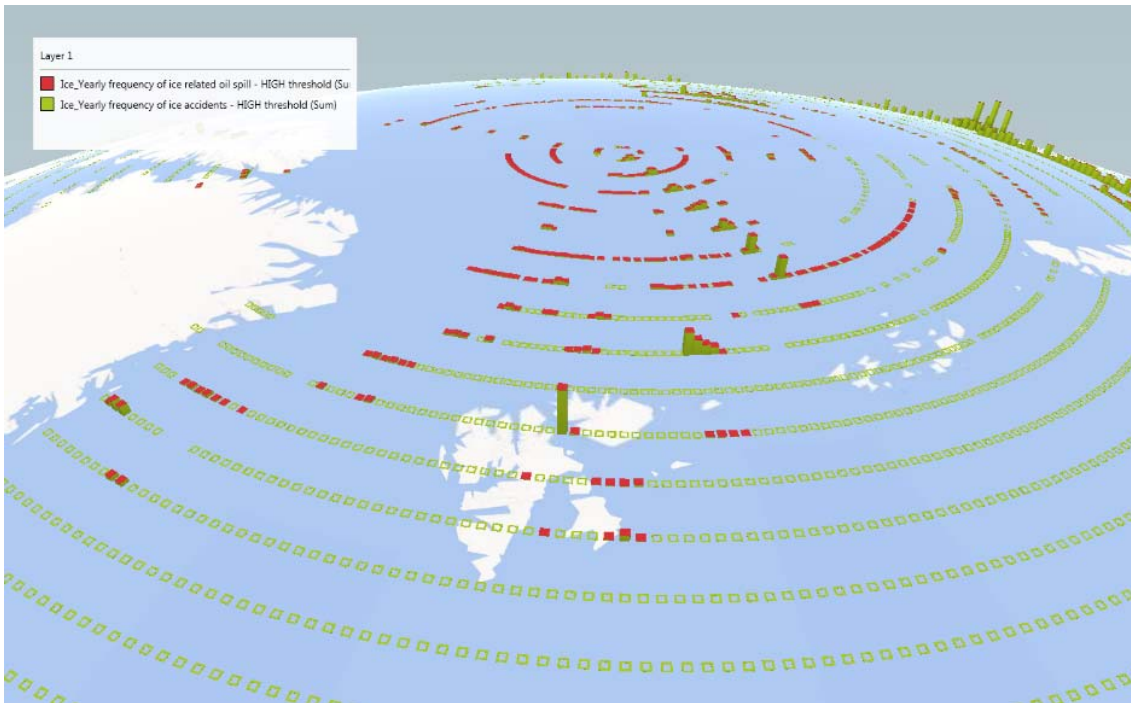 Layer 1
Ice_Yearly frequency of ice related oil spill - HIGH threshold (Su
Ice_Yearly frequency of ice accidents - HIGH threshold (Sum)